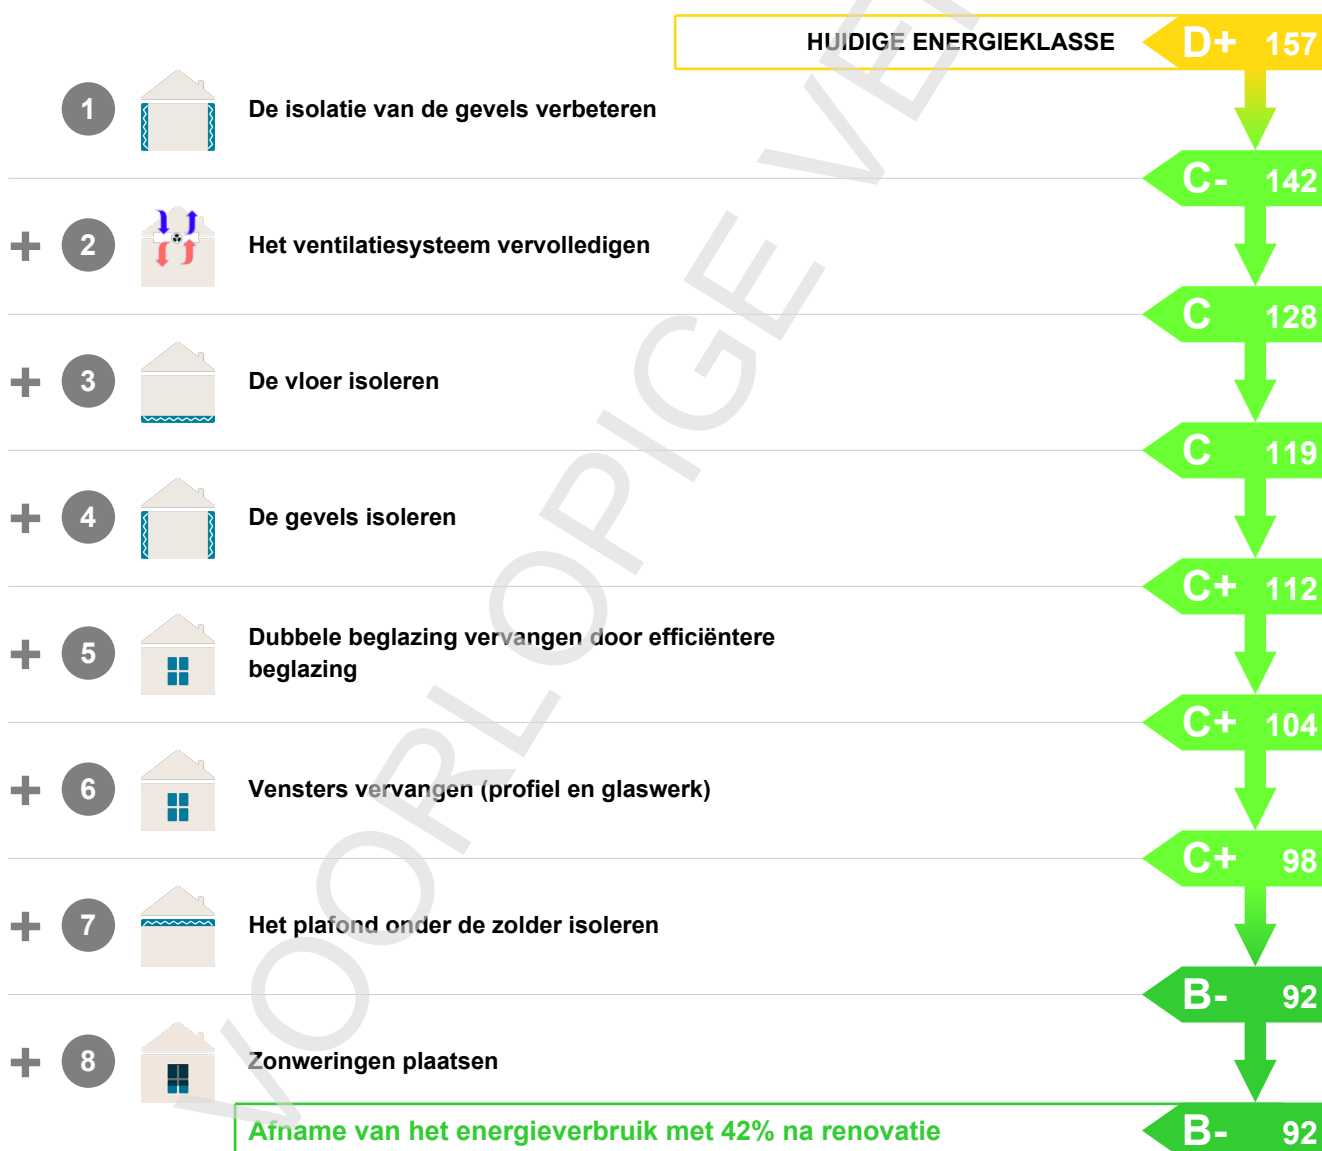 HUIDIGE ENERGIEKLASSE D+ 157
1 De isolatie van de gevels verbeteren
C- 142
+ 2 Het ventilatiesysteem vervolledigen
C 128
+ 3 De vloer isoleren
C 119
+ 4 De gevels isoleren
C+ 112
+ 5 Dubbele beglazing vervangen door efficiëntere
beglazing
C+ 104
+ 6 Vensters vervangen (profiel en glaswerk)
C+ 98
+ 7 Het plafond onder de zolder isoleren
B- 92
+ 8 Zonweringen plaatsen
Afname van het energieverbruik met 42% na renovatie B- 92
VOORLOPIGE VE